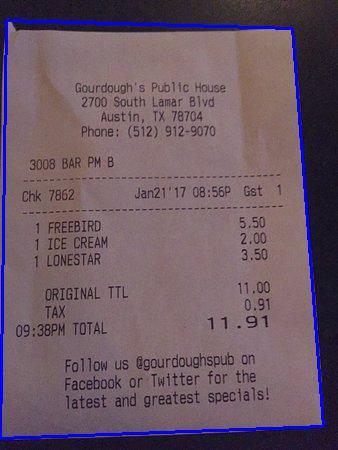 Gourdough's Public House
2700 South Lamar Blvd
Austin, TX 78704
Phone: (512) 912-9070
3008 BAR PM B
Chk 7862 Jan21'17 08:56P Gst 1
1 FREEBIRD 5.50
1 ICE CREAM 2.00
1 LONESTAR 3.50
ORIGINAL TTL 11.00
TAX 0.91
09:38PM TOTAL 11.91
Follow us @gourdoughspub on
Facebook or Twitter for the
latest and greatest specials!